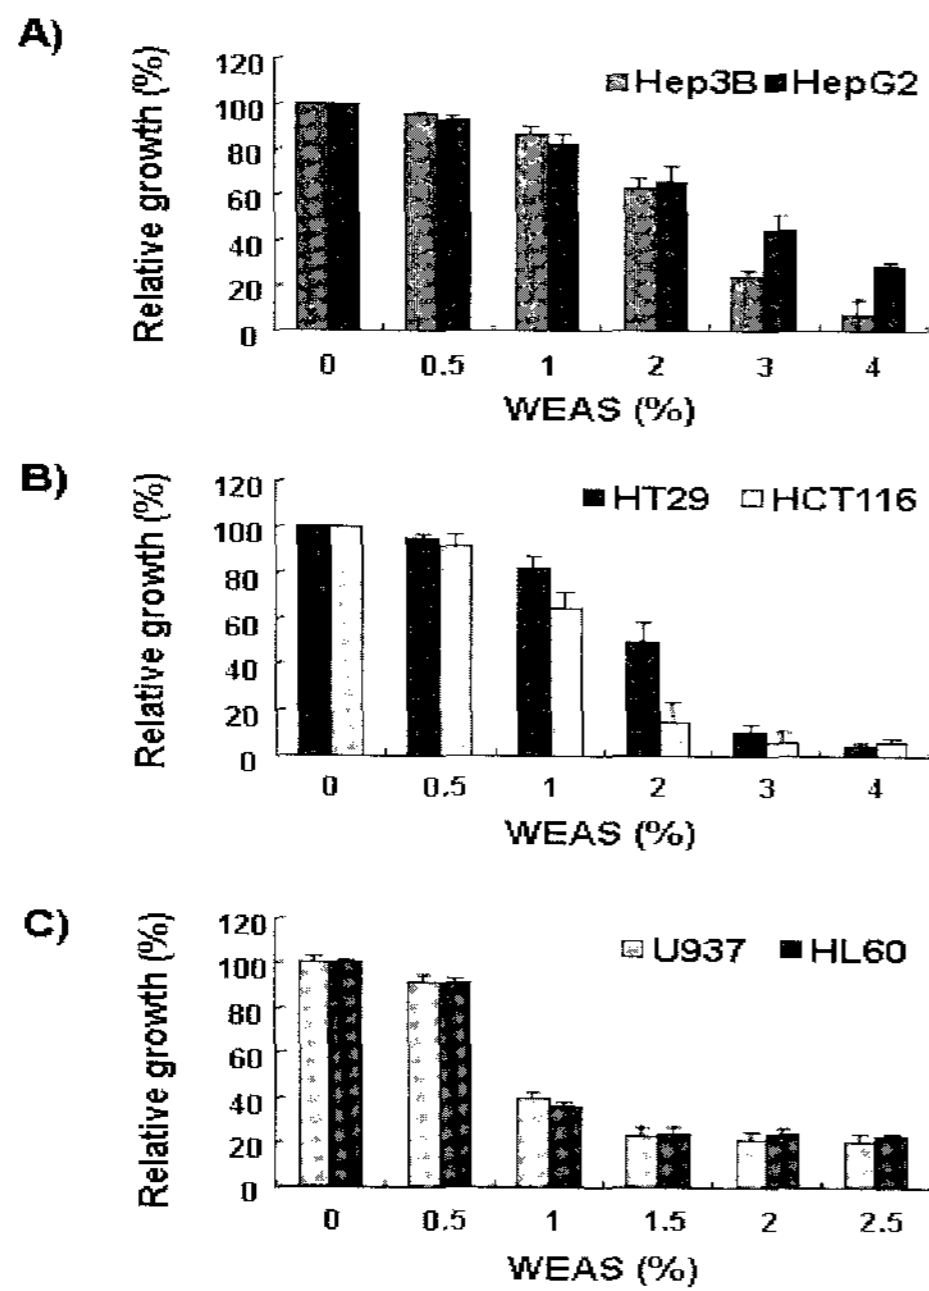 A)
Relative growth (%)
120
100
80
60
40
20
0
Hep3B HepG2
0 0.5 1 2 3 4
WEAS (%)
B)
Relative growth (%)
120
100
80
60
40
20
0
HT29 HCT116
0 0.5 1 2 3 4
WEAS (%)
C)
Relative growth (%)
120
100
80
60
40
20
0
U937 HL60
0 0.5 1 1.5 2 2.5
WEAS (%)